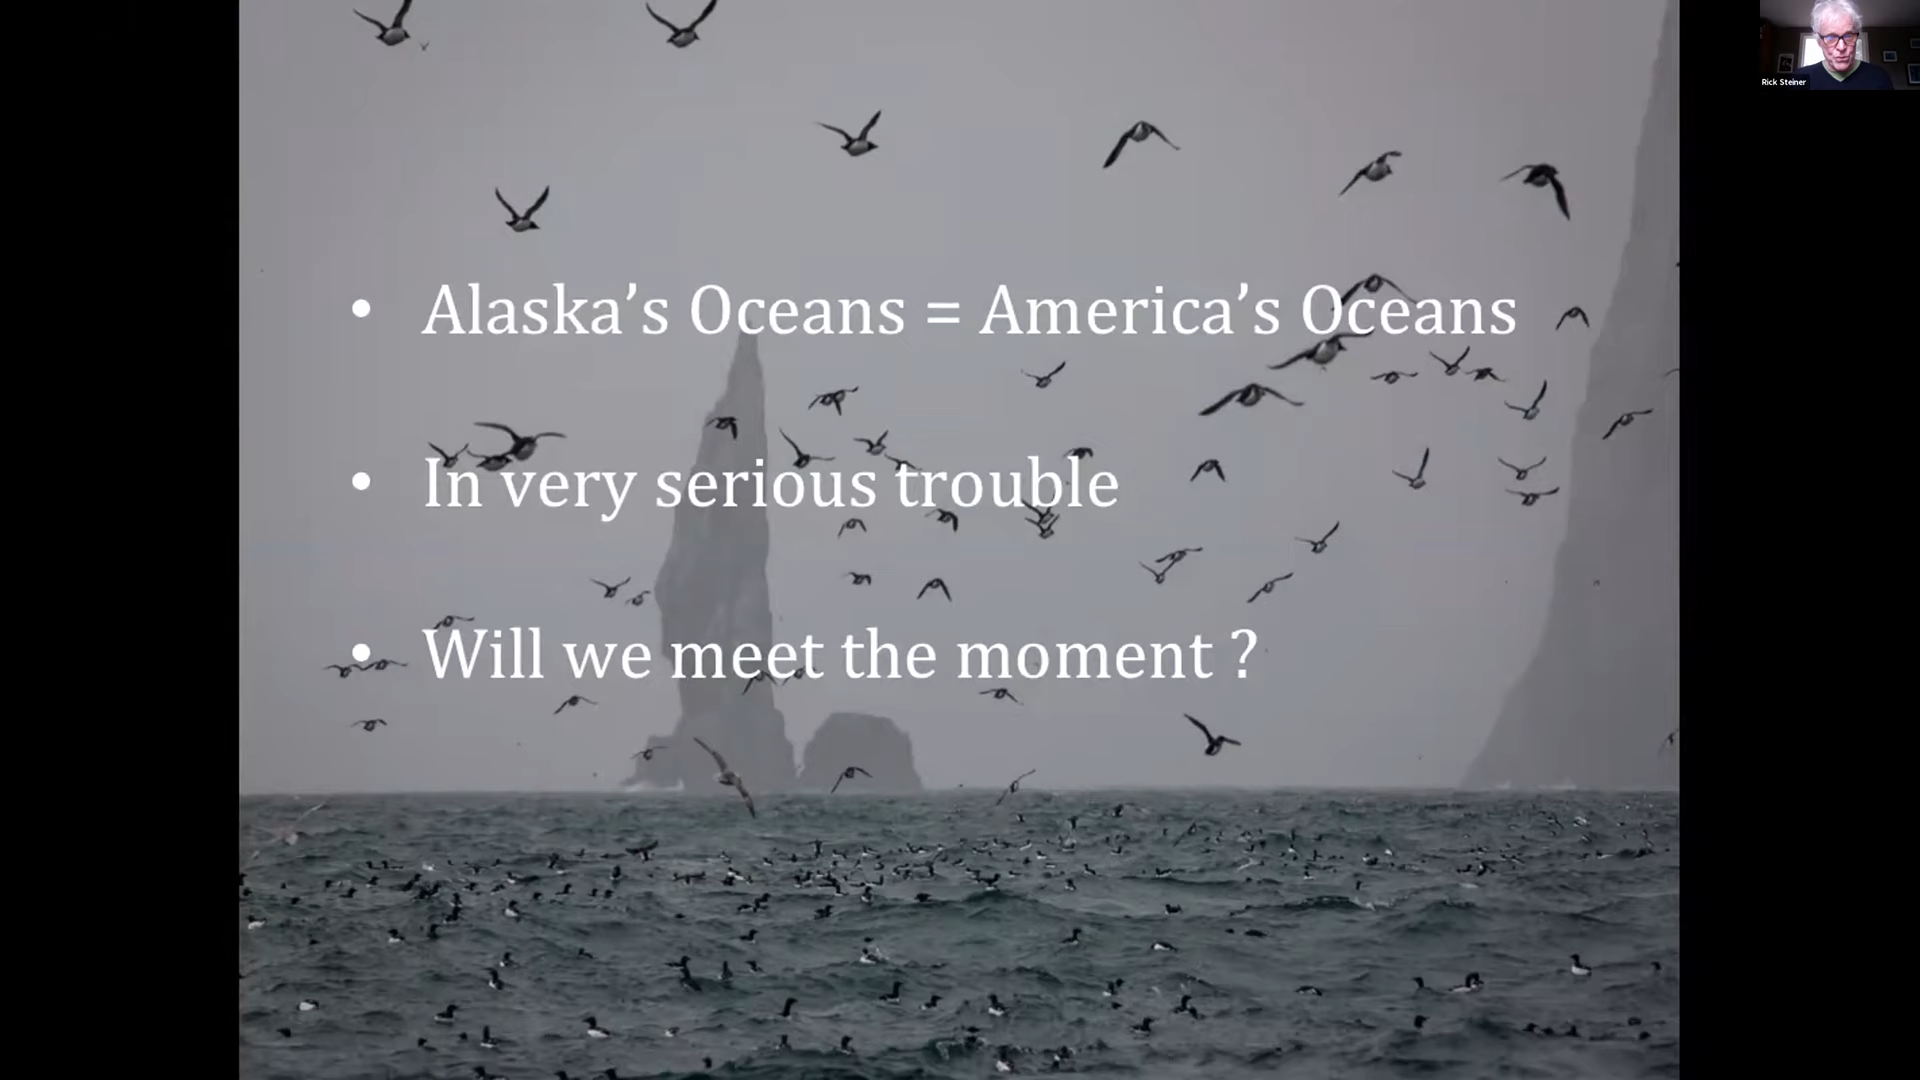 Rick Steiner
• Alaska’s Oceans = America’s Oceans
• In very serious trouble
• Will we meet the moment ?